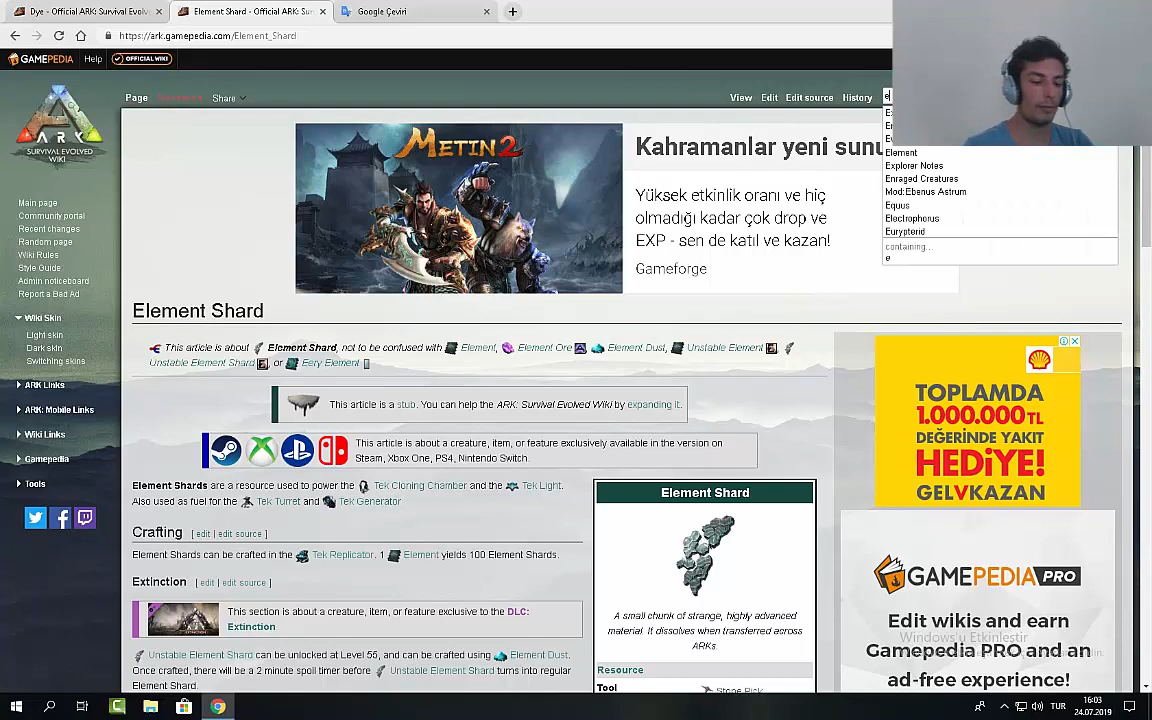 Dye - Official ARK: Survival Evolv
Element Shard - Official ARK: Sur
Google Çeviri
https://ark.gamepedia.com/Element_Shard
GAMEPEDIA Help OFFICIAL WIKI
Page
Share
View Edit Edit source History
e
Element
Explorer Notes
Enraged Creatures
Mod:Ebenus Astrum
Equus
Electrophorus
Eurypterid
containing...
e
ARK
SURVIVAL EVOLVED
WIKI
Main page
Community portal
Recent changes
Random page
Wiki Rules
Style Guide
Admin noticeboard
Report a Bad Ad
Wiki Skin
Light skin
Dark skin
Switching skins
ARK Links
ARK: Mobile Links
Wiki Links
Gamepedia
Tools
METIN2
Kahramanlar yeni sunu
Yüksek etkinlik oranı ve hiç
olmadığı kadar çok drop ve
EXP - sen de katıl ve kazan!
Gameforge
Element Shard
This article is about Element Shard, not to be confused with Element, Element Ore Element Dust, Unstable Element
Unstable Element Shard , or Eery Element
This article is a stub. You can help the ARK: Survival Evolved Wiki by expanding it.
This article is about a creature, item, or feature exclusively available in the version on
Steam, Xbox One, PS4, Nintendo Switch.
Element Shards are a resource used to power the Tek Cloning Chamber and the Tek Light.
Also used as fuel for the Tek Turret and Tek Generator
Crafting [ edit | edit source ]
Element Shards can be crafted in the Tek Replicator. 1 Element yields 100 Element Shards.
Extinction [ edit | edit source ]
This section is about a creature, item, or feature exclusive to the DLC:
Extinction
Unstable Element Shard can be unlocked at Level 55, and can be crafted using Element Dust.
Once crafted, there will be a 2 minute spoil timer before Unstable Element Shard turns into regular
Element Shard.
Element Shard
A small chunk of strange, highly advanced
material. It dissolves when transferred across
ARKs.
Resource
Tool
Stone Pick,
TOPLAMDA
1.000.000TL
DEĞERİNDE YAKIT
HEDİYE!
GELVKAZAN
GAMEPEDIA PRO
Edit wikis and earn
Gamepedia PRO and an
ad-free experience!
Windows'u Etkinleştir
TUR
16:03
24.07.2019